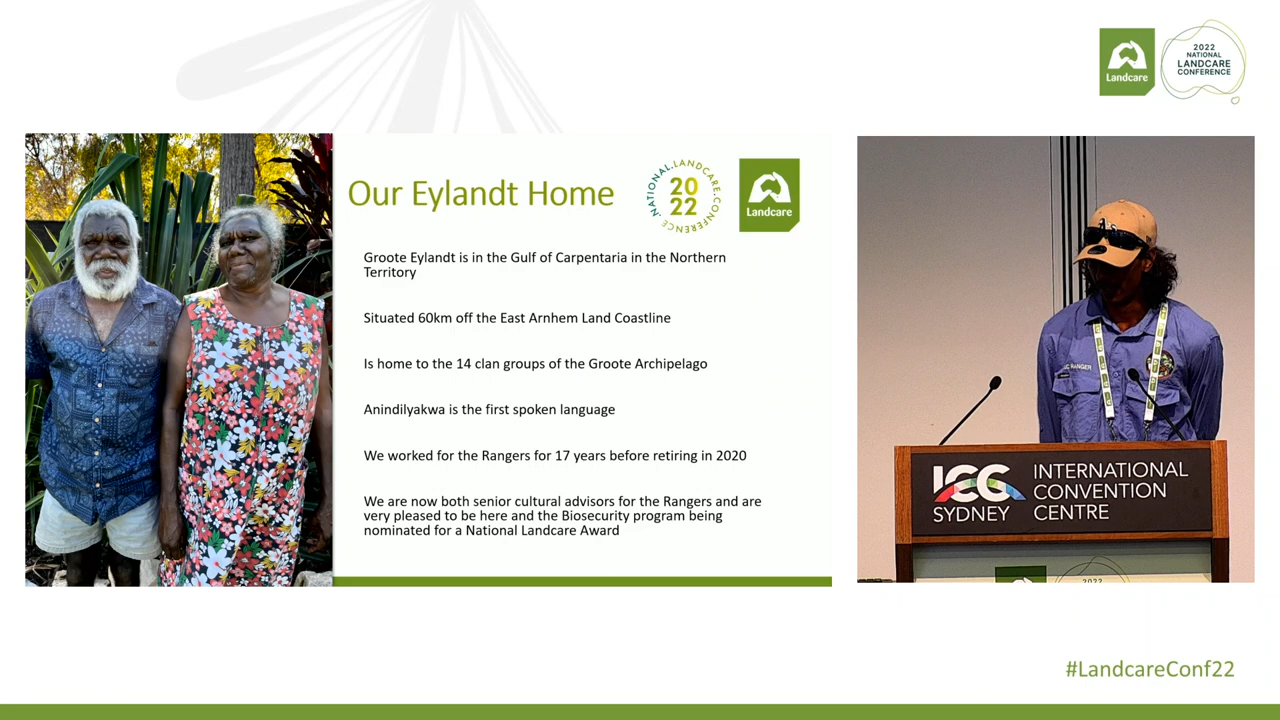 Landcare
2022
NATIONAL
LANDCARE
CONFERENCE
Our Eylandt Home
NATIONAL.LANDCARE.CONFERENCE
20
22
Landcare
Groote Eylandt is in the Gulf of Carpentaria in the Northern
Territory
Situated 60km off the East Arnhem Land Coastline
Is home to the 14 clan groups of the Groote Archipelago
Anindilyakwa is the first spoken language
We worked for the Rangers for 17 years before retiring in 2020
We are now both senior cultural advisors for the Rangers and are
very pleased to be here and the Biosecurity program being
nominated for a National Landcare Award
RANGER
ICC
SYDNEY
INTERNATIONAL
CONVENTION
CENTRE
2022
#LandcareConf22